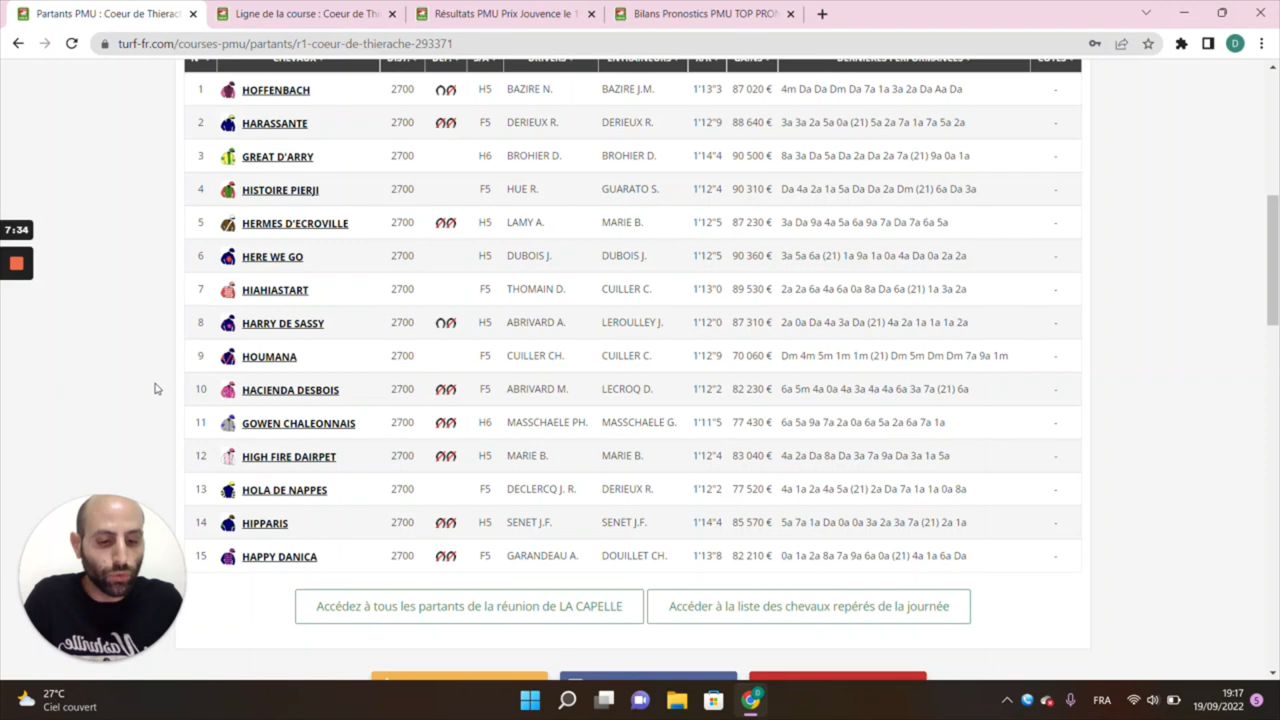 Partants PMU : Coeur de Thierach
Ligne de la course : Coeur de Th
Résultats PMU Prix Jouvence le 1
Bilans Pronostics PMU TOP PRON
turf-fr.com/courses-pmu/partants/r1-coeur-de-thierache-293371
D
N° CHEVAUX DIST. DEF. S/A DRIVERS ENTRAINEURS R/K GAINS DERNIÈRES PERFORMANCES COTES
1 HOFFENBACH 2700 H5 BAZIRE N. BAZIRE J.M. 1'13"3 87 020 € 4m Da Da Dm Da 7a 1a 3a 2a Da Aa Da -
2 HARASSANTE 2700 F5 DERIEUX R. DERIEUX R. 1'12"9 88 640 € 3a 3a 2a 5a 0a (21) 5a 2a 7a 1a 7a 5a 2a -
3 GREAT D'ARRY 2700 H6 BROHIER D. BROHIER D. 1'14"4 90 500 € 8a 3a Da 5a Da 2a Da 2a 7a (21) 9a 0a 1a -
4 HISTOIRE PIERJI 2700 F5 HUE R. GUARATO S. 1'12"4 90 310 € Da 4a 2a 1a 5a Da Da 2a Dm (21) 6a Da 3a -
5 HERMES D'ECROVILLE 2700 H5 LAMY A. MARIE B. 1'12"5 87 230 € 3a Da 9a 4a 5a 6a 9a 7a Da 7a 6a 5a -
6 HERE WE GO 2700 H5 DUBOIS J. DUBOIS J. 1'12"5 90 360 € 3a 5a 6a (21) 1a 9a 1a 0a 4a Da 0a 2a 2a -
7 HIAHIASTART 2700 F5 THOMAIN D. CUILLER C. 1'13"0 89 530 € 2a 2a 6a 4a 6a 0a 8a Da 6a (21) 1a 3a 2a -
8 HARRY DE SASSY 2700 H5 ABRIVARD A. LEROULLEY J. 1'12"0 87 310 € 2a 0a Da 4a 3a Da (21) 4a 2a 1a 1a 1a 2a -
9 HOUMANA 2700 F5 CUILLER CH. CUILLER C. 1'12"9 70 060 € Dm 4m 5m 1m 1m (21) Dm 5m Dm Dm 7a 9a 1m -
10 HACIENDA DESBOIS 2700 F5 ABRIVARD M. LECROQ D. 1'12"2 82 230 € 6a 5m 4a 0a 4a 3a 4a 4a 6a 3a 7a (21) 6a -
11 GOWEN CHALEONNAIS 2700 H6 MASSCHAELE PH. MASSCHAELE G. 1'11"5 77 430 € 6a 5a 9a 7a 2a 0a 6a 5a 2a 6a 7a 1a -
12 HIGH FIRE DAIRPET 2700 H5 MARIE B. MARIE B. 1'12"4 83 040 € 4a 2a Da 8a Da 3a 7a 9a Da 3a 1a 5a -
13 HOLA DE NAPPES 2700 F5 DECLERCQ J. R. DERIEUX R. 1'12"2 77 520 € 4a 1a 2a 4a 5a (21) 2a Da 7a 1a 1a 0a 8a -
14 HIPPARIS 2700 H5 SENET J.F. SENET J.F. 1'14"4 85 570 € 5a 7a 1a Da 0a 0a 3a 2a 3a 7a (21) 2a 1a -
15 HAPPY DANICA 2700 F5 GARANDEAU A. DOUILLET CH. 1'13"8 82 210 € 0a 1a 2a 8a 7a 9a 6a 0a (21) 4a 1a 6a Da -
7:34
Accédez à tous les partants de la réunion de LA CAPELLE
Accéder à la liste des chevaux repérés de la journée
Nashville
27°C
Ciel couvert
D
FRA
19:17
19/09/2022
5